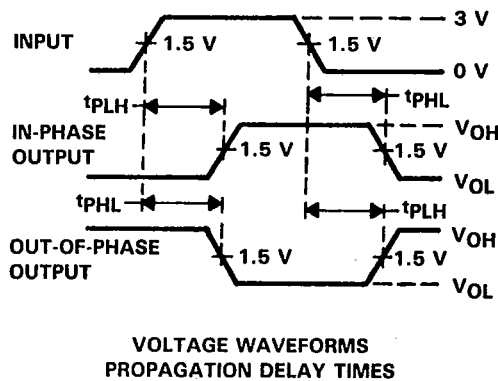 3 V
INPUT 1.5 V 1.5 V
0 V
tPLH tPHL
IN-PHASE
OUTPUT
VOH
1.5 V 1.5 V
VOL
tPHL tPLH
OUT-OF-PHASE
OUTPUT
VOH
1.5 V 1.5 V
VOL
VOLTAGE WAVEFORMS
PROPAGATION DELAY TIMES